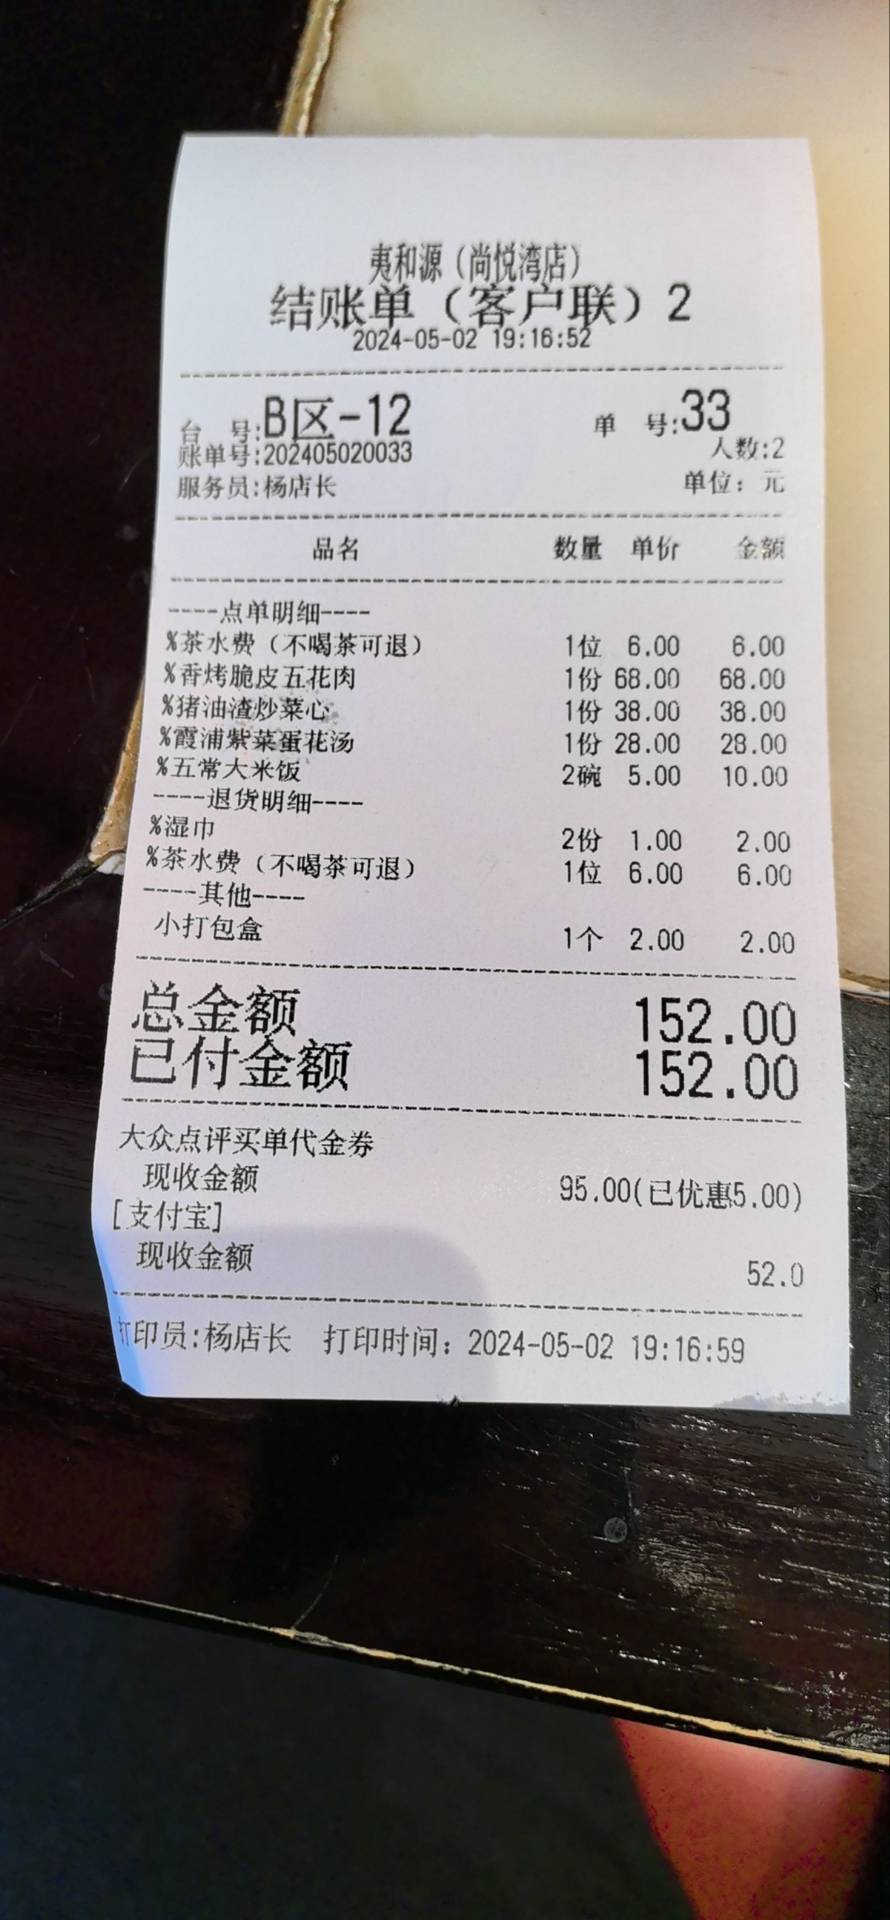 夷和源（尚悦湾店）
结账单（客户联）2
2024-05-02 19:16:52
台 号:B区-12 单 号:33
账单号:202405020033 人数:2
服务员:杨店长 单位：元
品名 数量 单价 金额
----点单明细----
%茶水费（不喝茶可退） 1位 6.00 6.00
%香烤脆皮五花肉 1份 68.00 68.00
%猪油渣炒菜心 1份 38.00 38.00
%霞浦紫菜蛋花汤 1份 28.00 28.00
%五常大米饭 2碗 5.00 10.00
----退货明细----
%湿巾 2份 1.00 2.00
%茶水费（不喝茶可退） 1位 6.00 6.00
----其他----
小打包盒 1个 2.00 2.00
总金额 152.00
已付金额 152.00
大众点评买单代金券
现收金额 95.00(已优惠5.00)
[支付宝]
现收金额 52.0
打印员:杨店长 打印时间：2024-05-02 19:16:59